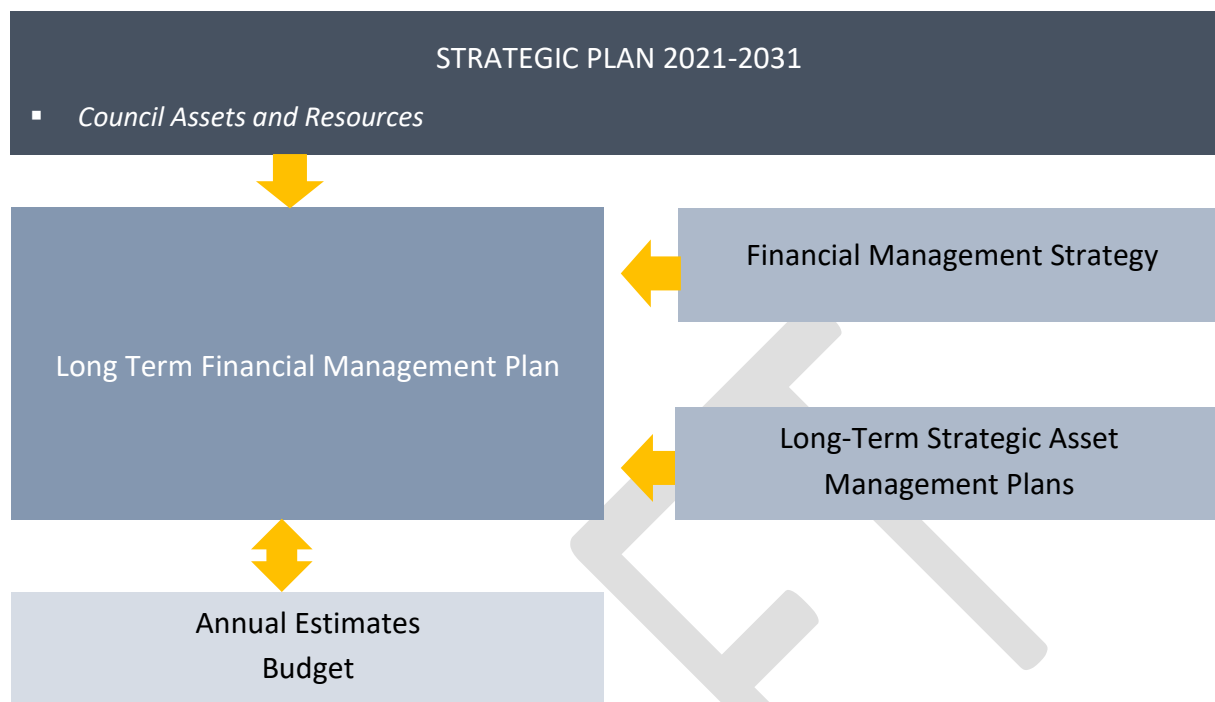 STRATEGIC PLAN 2021-2031
▪ Council Assets and Resources
Financial Management Strategy
Long Term Financial Management Plan
Long-Term Strategic Asset
Management Plans
Annual Estimates
Budget